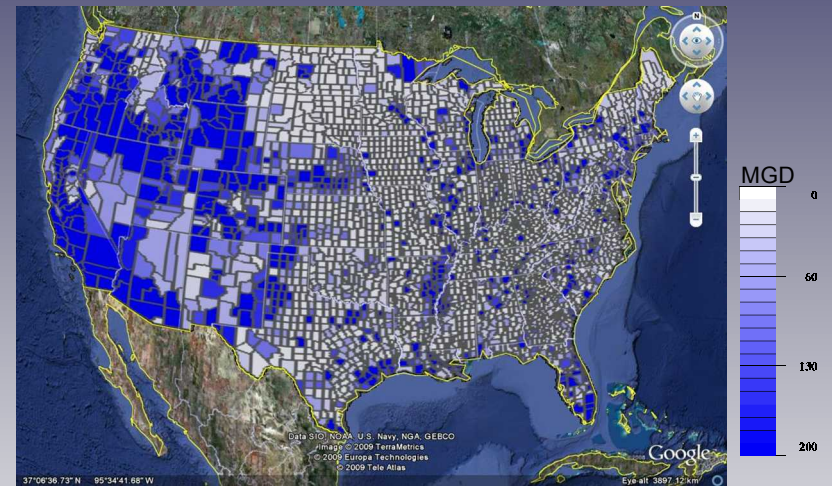 N
MGD
0
60
130
200
Data SIO, NOAA, U.S. Navy, NGA, GEBCO
Image © 2009 TerraMetrics
© 2009 Europa Technologies
© 2009 Tele Atlas
Google
37°06'36.73" N 95°34'41.68" W
Eye alt 3897.12 km